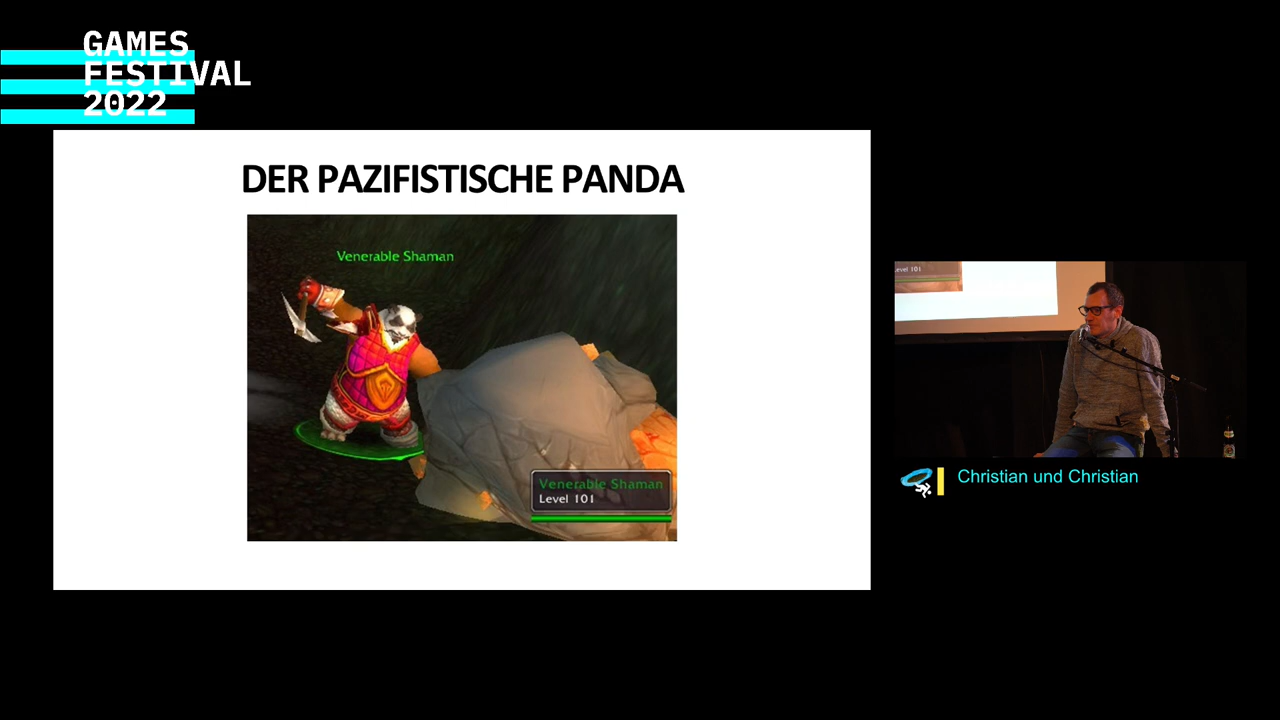 GAMES
FESTIVAL
2022
DER PAZIFISTISCHE PANDA
Venerable Shaman
Venerable Shaman
Level 101
Level 101
Christian und Christian